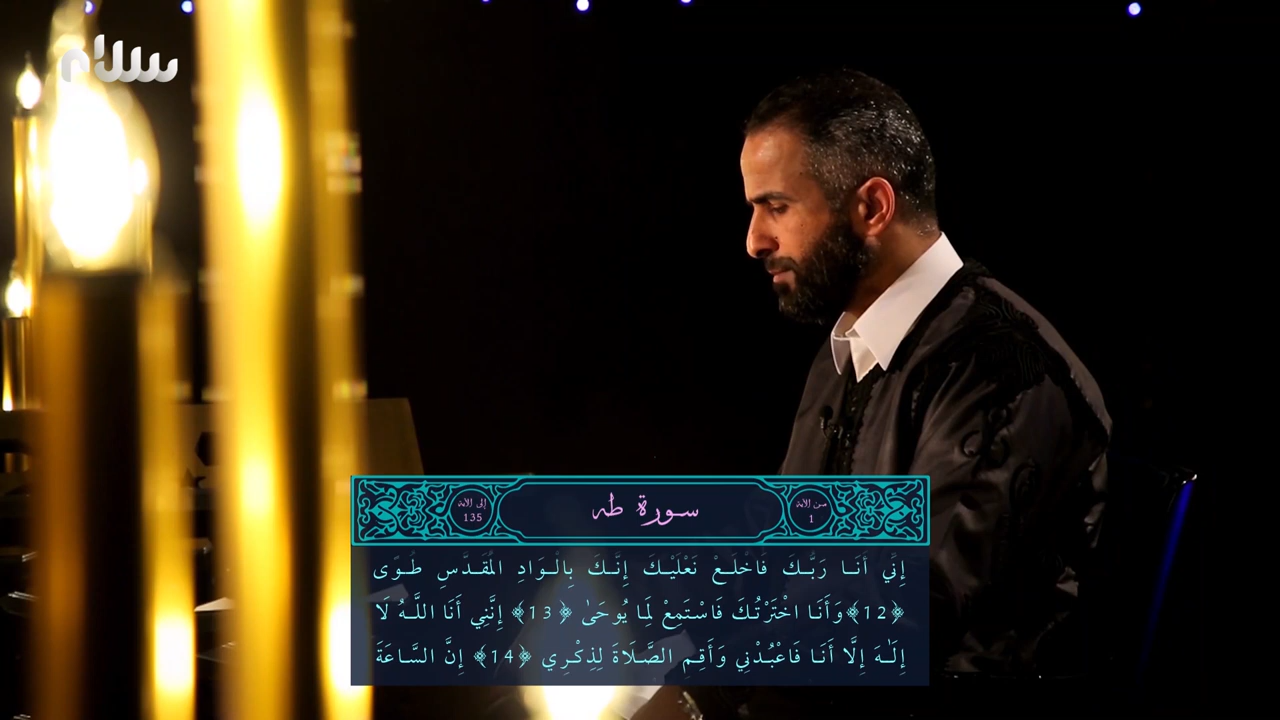 سلام
سورة طه
من الآية
1
إلى الآية
135
إِنِّي أَنَا رَبُّكَ فَاخْلَعْ نَعْلَيْكَ إِنَّكَ بِالْوَادِ الْمُقَدَّسِ طُوًى
﴿12﴾ وَأَنَا اخْتَرْتُكَ فَاسْتَمِعْ لِمَا يُوحَىٰ ﴿13﴾ إِنَّنِي أَنَا اللَّهُ لَا
إِلَٰهَ إِلَّا أَنَا فَاعْبُدْنِي وَأَقِمِ الصَّلَاةَ لِذِكْرِي ﴿14﴾ إِنَّ السَّاعَةَ